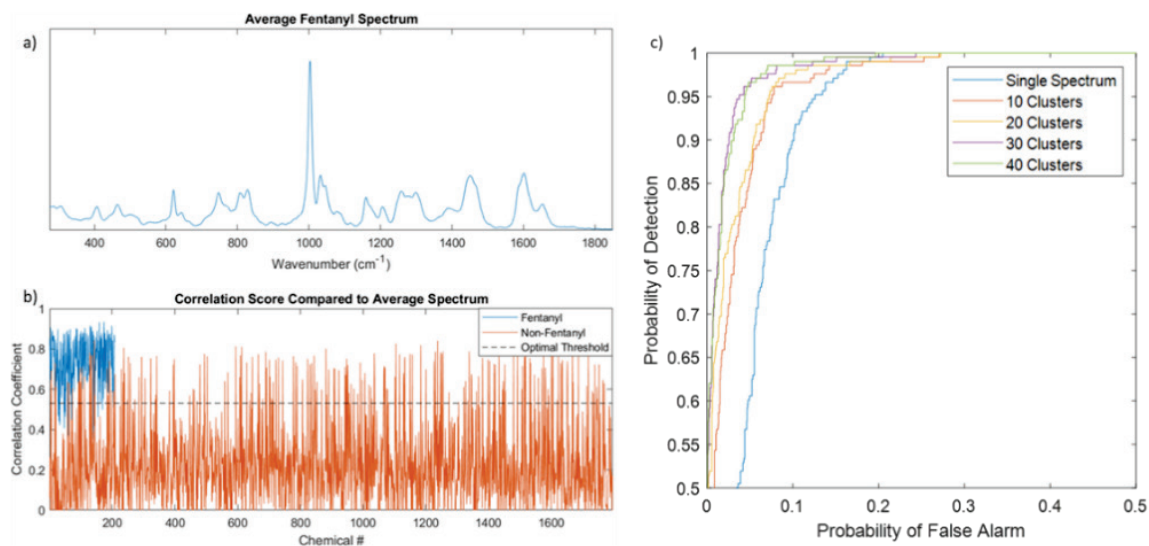 a)
Average Fentanyl Spectrum
400 600 800 1000 1200 1400 1600 1800
Wavenumber (cm⁻¹)
b)
Correlation Score Compared to Average Spectrum
Correlation Coefficient
1
0.8
0.6
0.4
0.2
0
Fentanyl
Non-Fentanyl
Optimal Threshold
200 400 600 800 1000 1200 1400 1600
Chemical #
c)
Probability of Detection
1
0.95
0.9
0.85
0.8
0.75
0.7
0.65
0.6
0.55
0.5
Single Spectrum
10 Clusters
20 Clusters
30 Clusters
40 Clusters
0 0.1 0.2 0.3 0.4 0.5
Probability of False Alarm